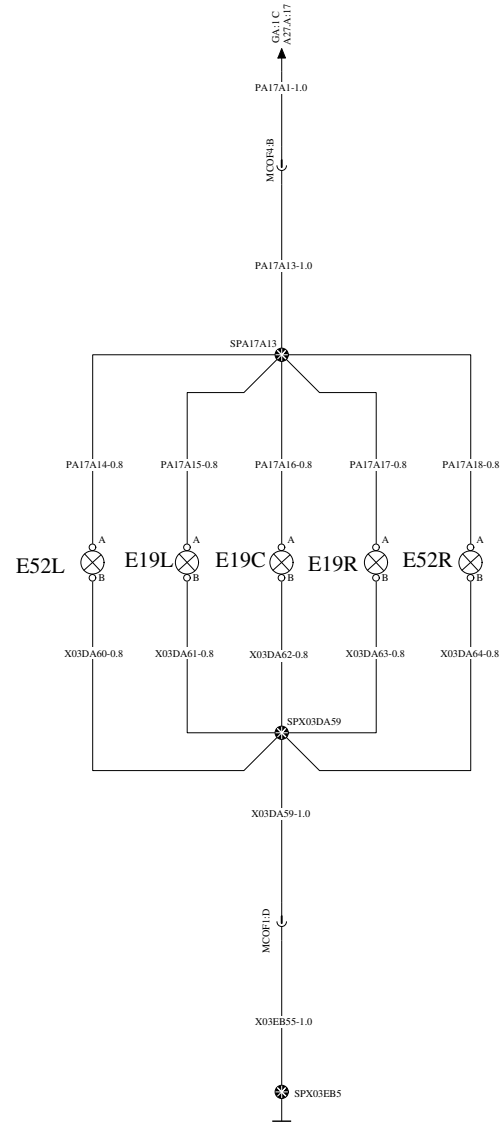 GA:1 C
A27.A:17
PA17A1-1.0
MCOF4:B
PA17A13-1.0
SPA17A13
PA17A14-0.8
PA17A15-0.8
PA17A16-0.8
PA17A17-0.8
PA17A18-0.8
A
A
A
A
A
E52L
E19L
E19C
E19R
E52R
B
B
B
B
B
X03DA60-0.8
X03DA61-0.8
X03DA62-0.8
X03DA63-0.8
X03DA64-0.8
SPX03DA59
X03DA59-1.0
MCOF1:D
X03EB55-1.0
SPX03EB5